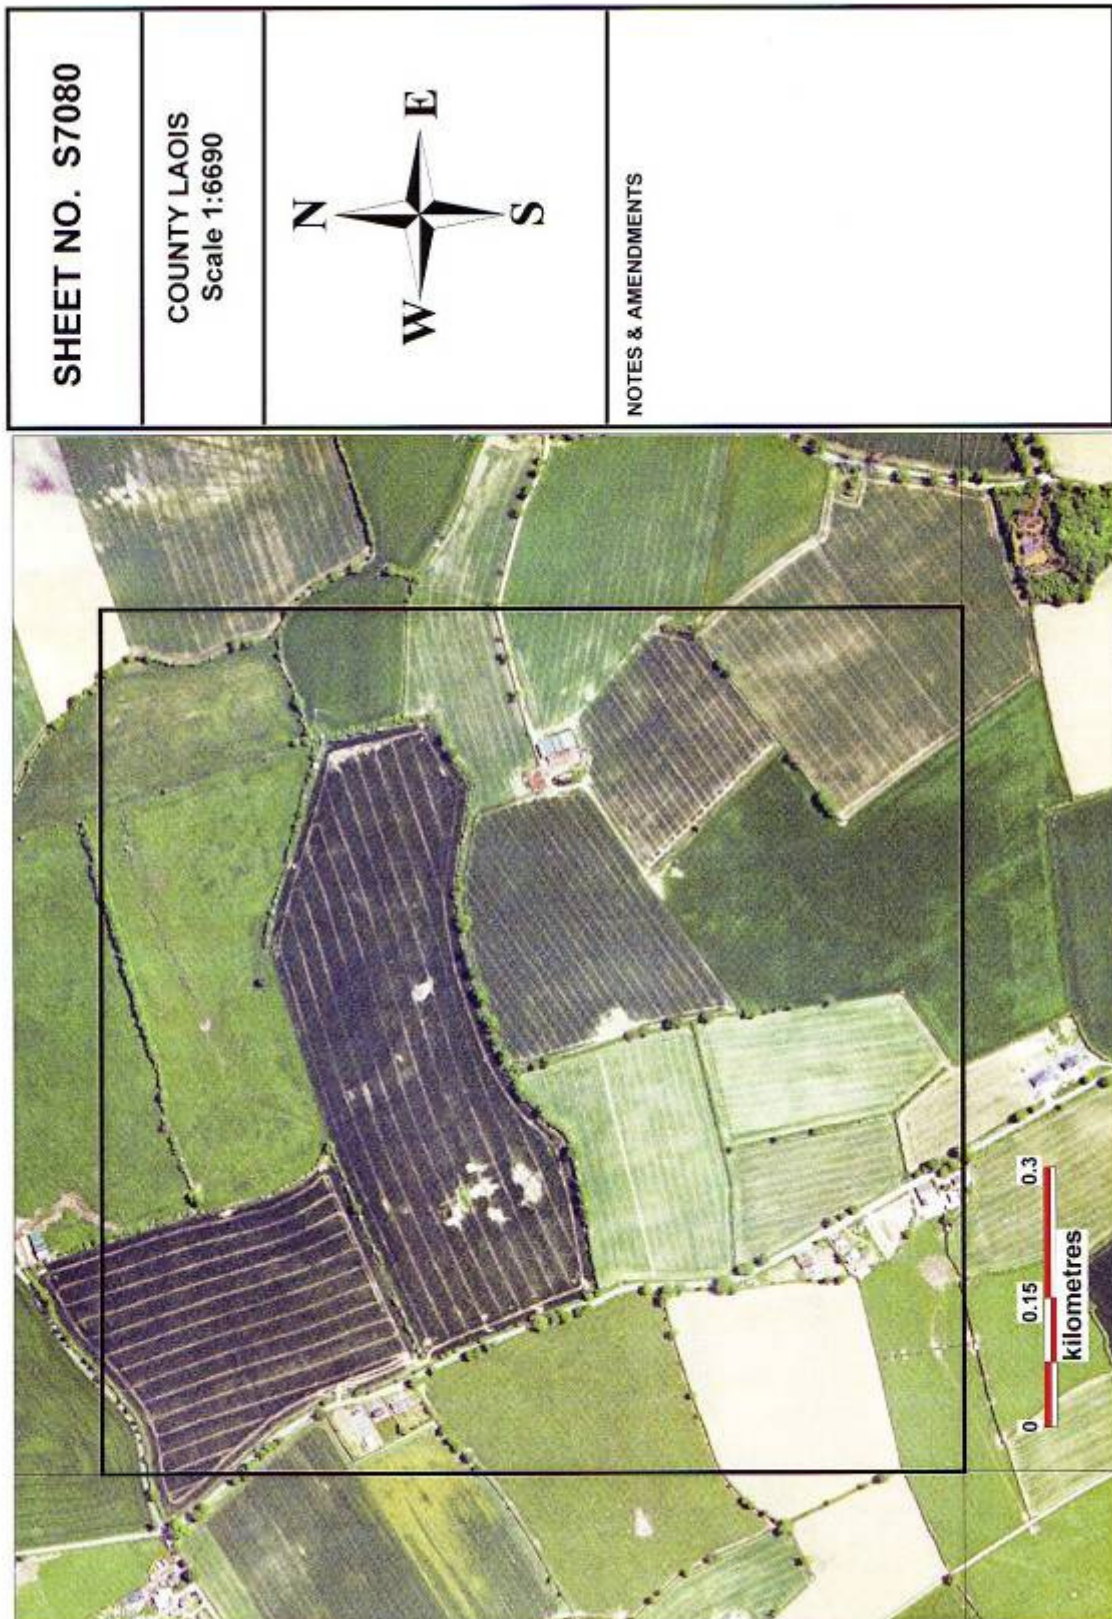 SHEET NO. S7080
COUNTY LAOIS
Scale 1:6690
N
W E
S
NOTES & AMENDMENTS
0 0.15 0.3
kilometres